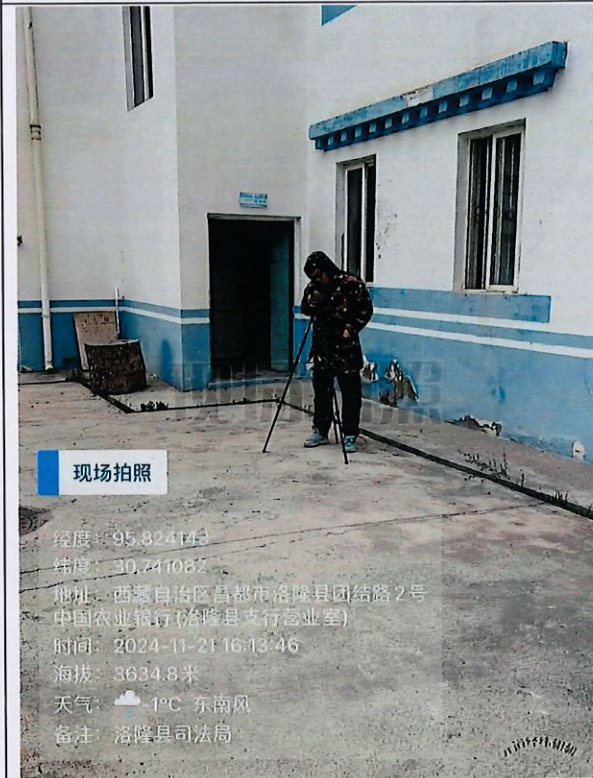 现场拍照
经度：95.824143
纬度：30.741082
地址：西藏自治区昌都市洛隆县团结路2号
中国农业银行(洛隆县支行营业室)
时间：2024-11-21 16:13:46
海拔：3634.8米
天气：-1℃ 东南风
备注：洛隆县司法局